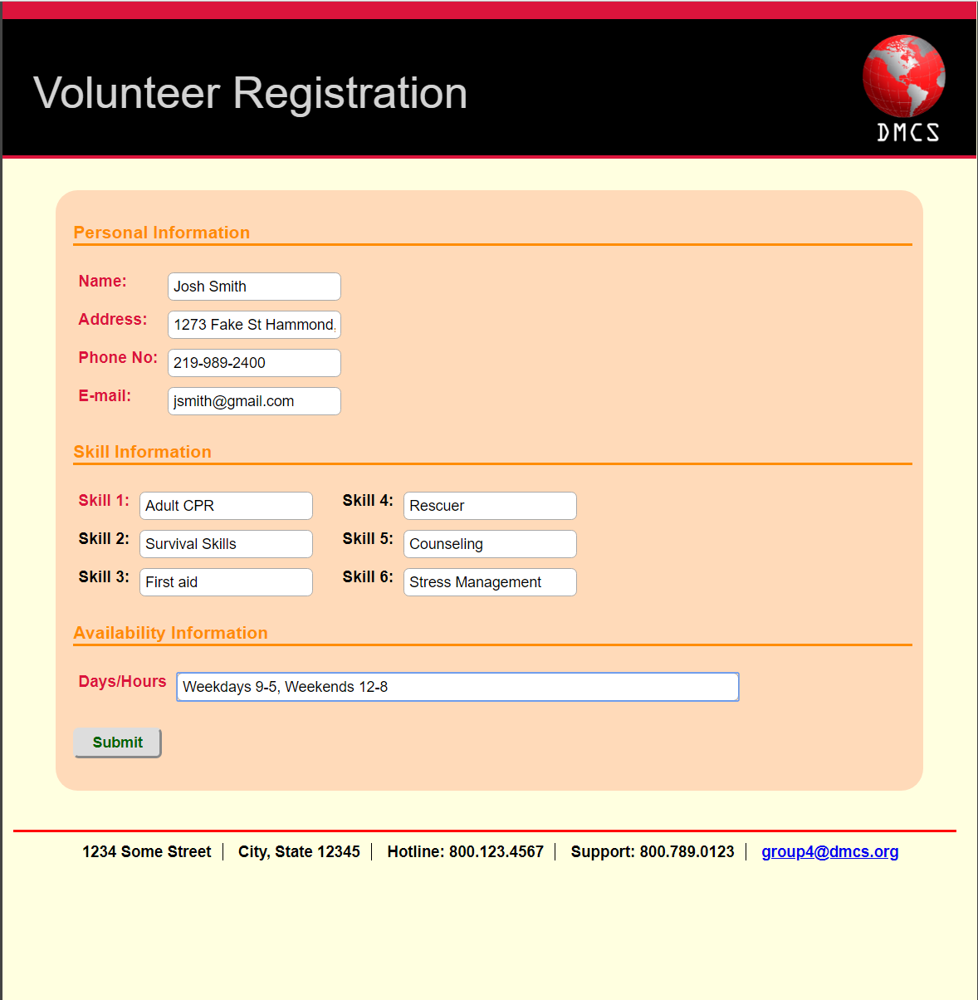 Volunteer Registration
DMCS
Personal Information
Name: Josh Smith
Address: 1273 Fake St Hammond,
Phone No: 219-989-2400
E-mail: jsmith@gmail.com
Skill Information
Skill 1: Adult CPR Skill 4: Rescuer
Skill 2: Survival Skills Skill 5: Counseling
Skill 3: First aid Skill 6: Stress Management
Availability Information
Days/Hours Weekdays 9-5, Weekends 12-8
Submit
1234 Some Street | City, State 12345 | Hotline: 800.123.4567 | Support: 800.789.0123 | group4@dmcs.org